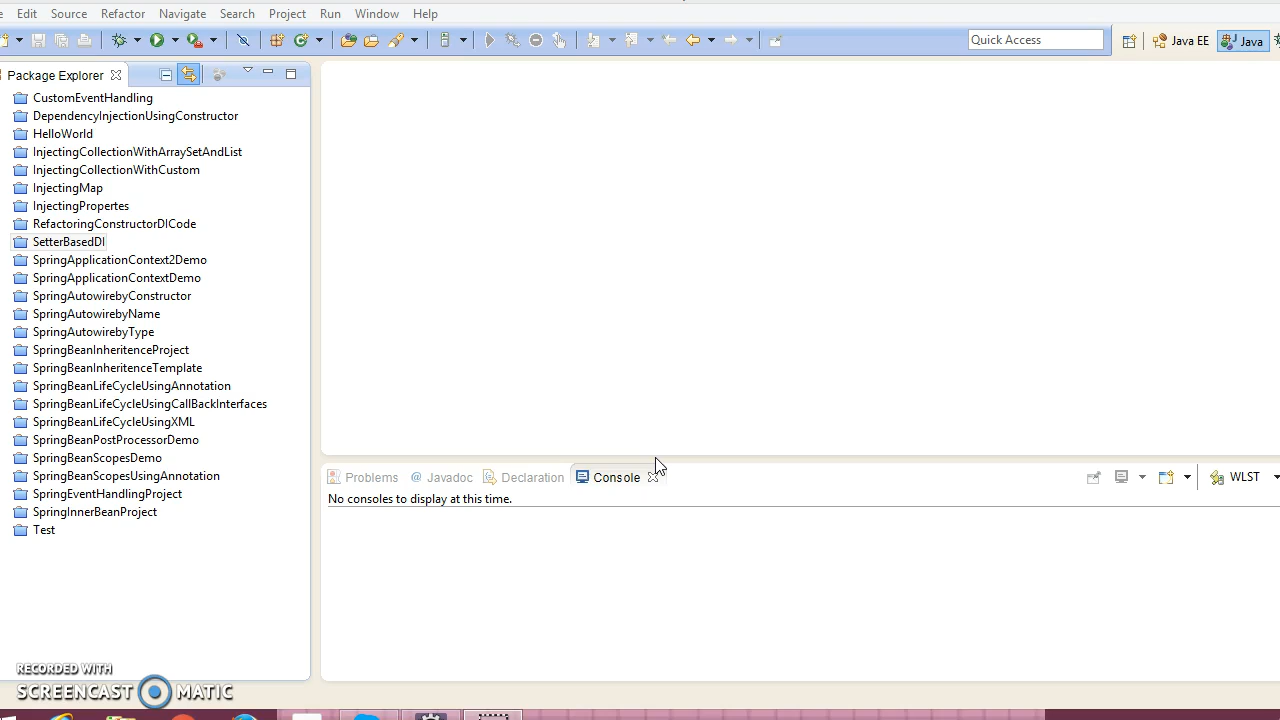 Edit Source Refactor Navigate Search Project Run Window Help
Quick Access Java EE Java
Package Explorer
CustomEventHandling
DependencyInjectionUsingConstructor
HelloWorld
InjectingCollectionWithArraySetAndList
InjectingCollectionWithCustom
InjectingMap
InjectingPropertes
RefactoringConstructorDICode
SetterBasedDI
SpringApplicationContext2Demo
SpringApplicationContextDemo
SpringAutowirebyConstructor
SpringAutowirebyName
SpringAutowirebyType
SpringBeanInheritenceProject
SpringBeanInheritenceTemplate
SpringBeanLifeCycleUsingAnnotation
SpringBeanLifeCycleUsingCallBackInterfaces
SpringBeanLifeCycleUsingXML
SpringBeanPostProcessorDemo
SpringBeanScopesDemo
SpringBeanScopesUsingAnnotation
SpringEventHandlingProject
SpringInnerBeanProject
Test
Problems @ Javadoc Declaration Console WLST
No consoles to display at this time.
RECORDED WITH
SCREENCAST MATIC